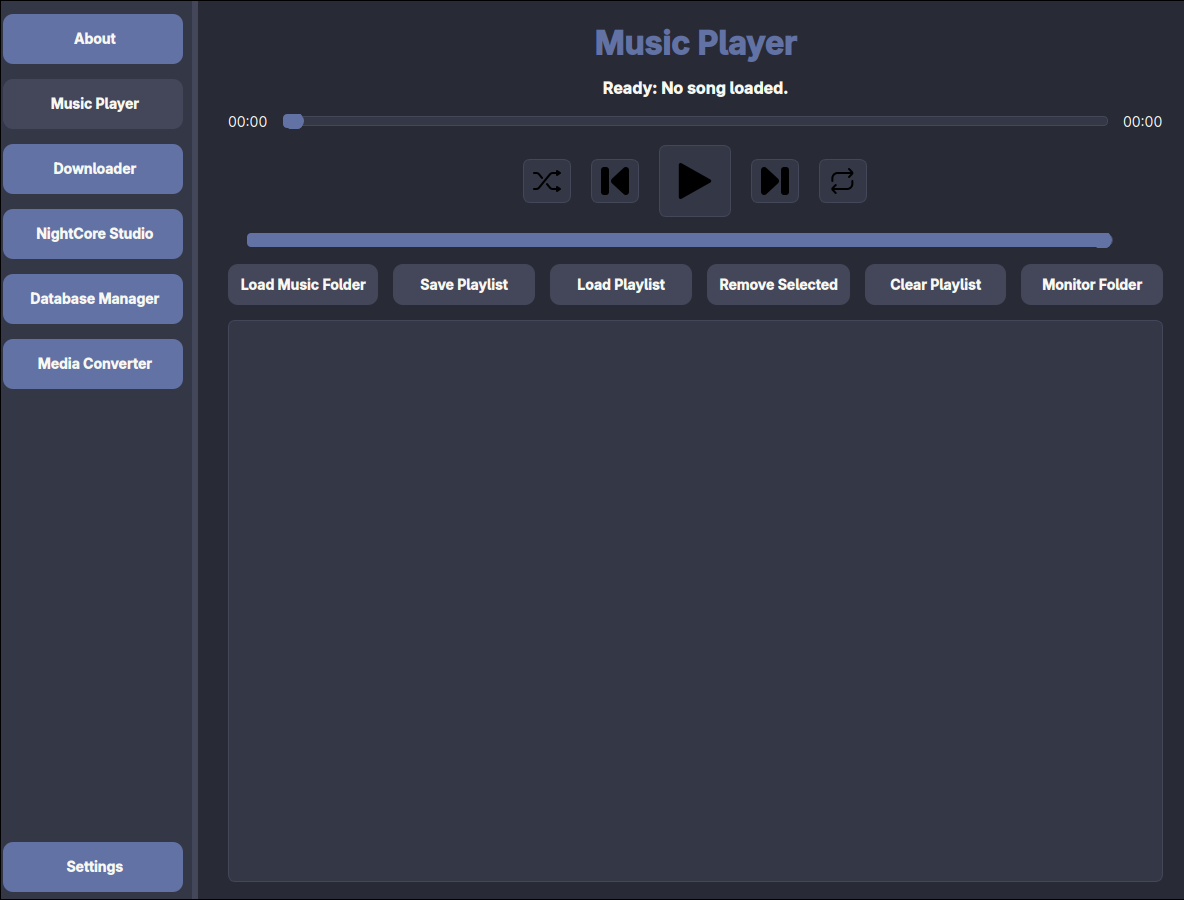 About
Music Player
Downloader
NightCore Studio
Database Manager
Media Converter
Settings
Music Player
Ready: No song loaded.
00:00
00:00
Load Music Folder
Save Playlist
Load Playlist
Remove Selected
Clear Playlist
Monitor Folder